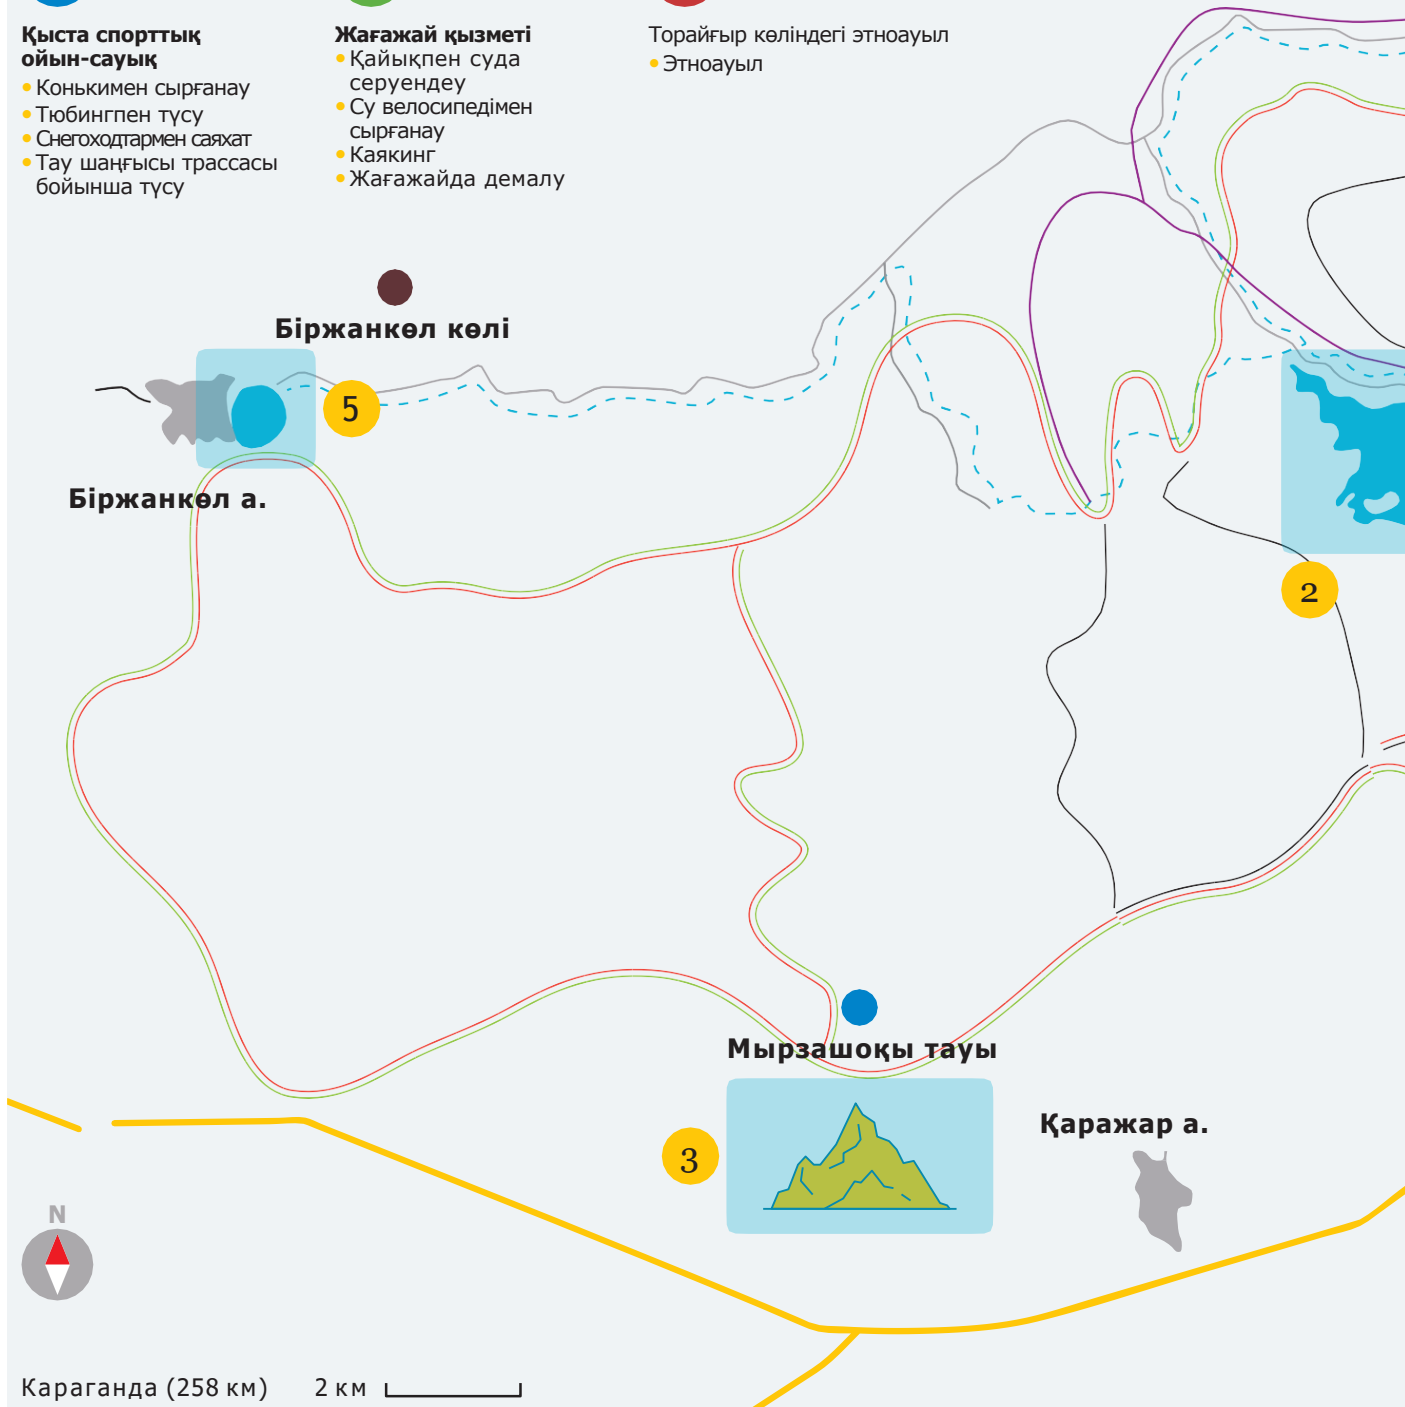 Қыста спорттық
ойын-сауық
• Конькимен сырғанау
• Тюбингпен түсу
• Снегоходтармен саяхат
• Тау шаңғысы трассасы
бойынша түсу
Жағажай қызметі
• Қайықпен суда
серуендеу
• Су велосипедімен
сырғанау
• Каякинг
• Жағажайда демалу
Торайғыр көліндегі этноауыл
• Этноауыл
Біржанкөл көлі
5
Біржанкөл а.
2
Мырзашоқы тауы
3
Қаражар а.
N
Караганда (258 км)
2 км